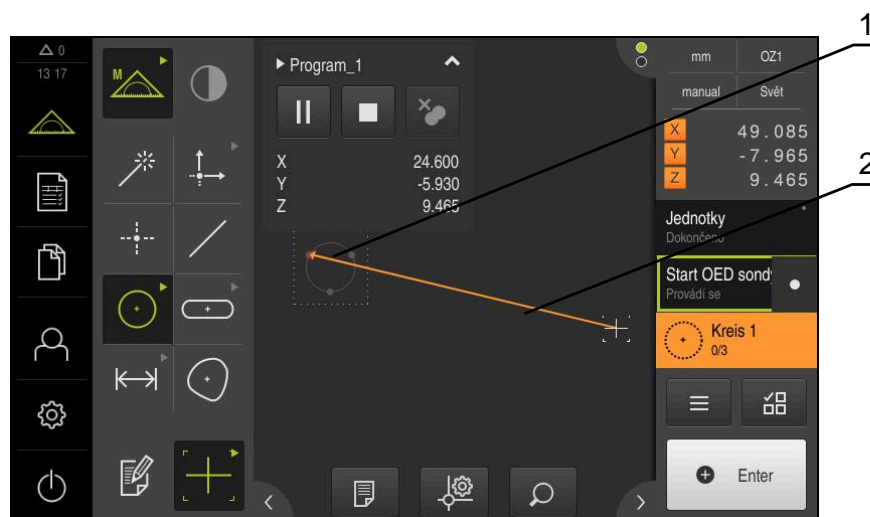 1
0
13 17
M
Program_1
X 24.600
Y -5.930
Z 9.465
mm OZ1
manual Svět
X 49.085
Y -7.965
Z 9.465
2
Jednotky
Dokončeno
Start OED sondy
Provádí se
Kreis 1
0/3
Enter